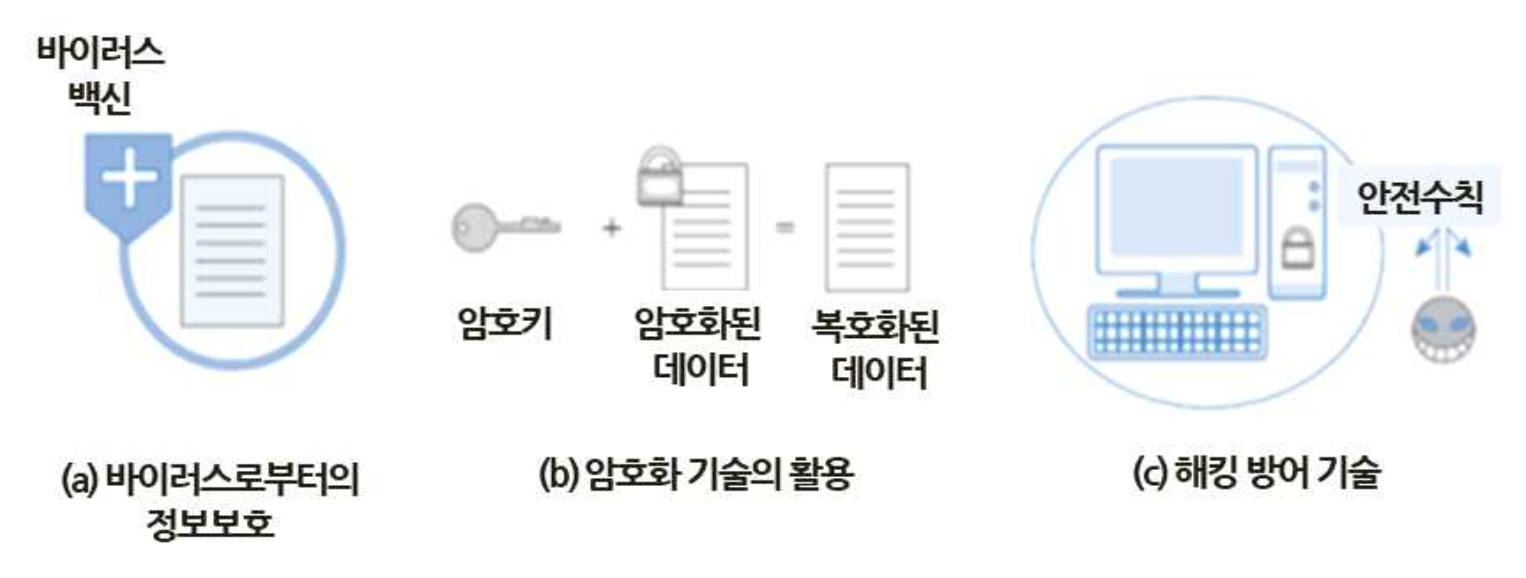 바이러스
백신
암호키
+
암호화된
데이터
=
복호화된
데이터
안전수칙
(a) 바이러스로부터의
정보보호
(b) 암호화 기술의 활용
(c) 해킹 방어 기술